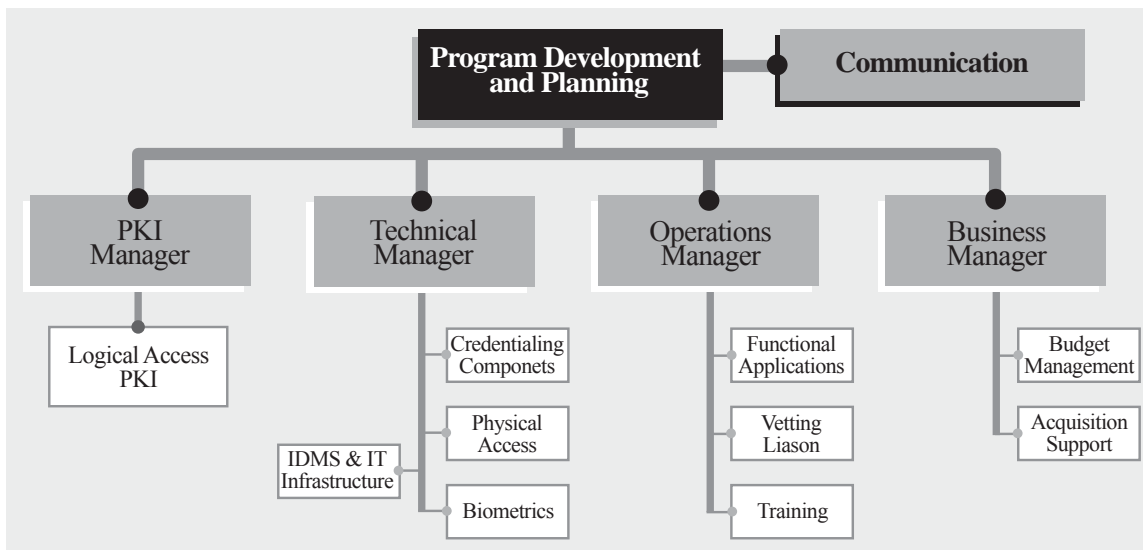 Program Development
and Planning
Communication
PKI
Manager
Technical
Manager
Operations
Manager
Business
Manager
Logical Access
PKI
Credentialing
Componets
Physical
Access
IDMS & IT
Infrastructure
Biometrics
Functional
Applications
Vetting
Liason
Training
Budget
Management
Acquisition
Support